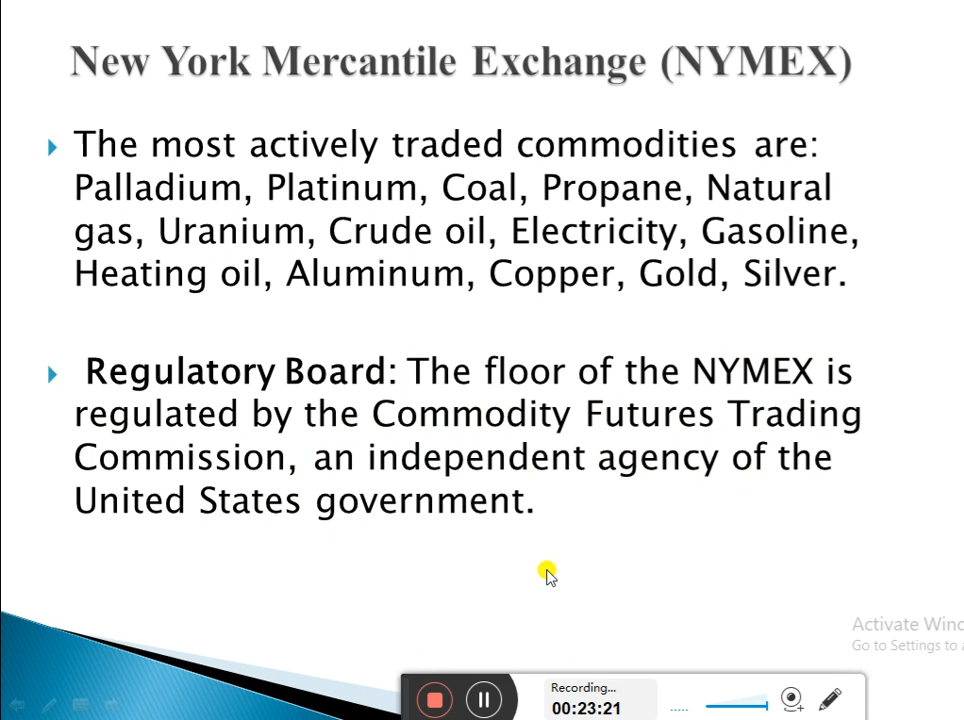 New York Mercantile Exchange (NYMEX)
The most actively traded commodities are:
Palladium, Platinum, Coal, Propane, Natural
gas, Uranium, Crude oil, Electricity, Gasoline,
Heating oil, Aluminum, Copper, Gold, Silver.
Regulatory Board: The floor of the NYMEX is
regulated by the Commodity Futures Trading
Commission, an independent agency of the
United States government.
Activate Winc
Go to Settings to a
Recording...
00:23:21